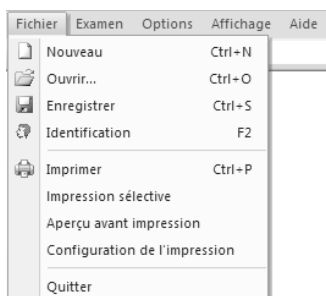 Fichier Examen Options Affichage Aide
Nouveau Ctrl+N
Ouvrir... Ctrl+O
Enregistrer Ctrl+S
Identification F2
Imprimer Ctrl+P
Impression sélective
Aperçu avant impression
Configuration de l'impression
Quitter